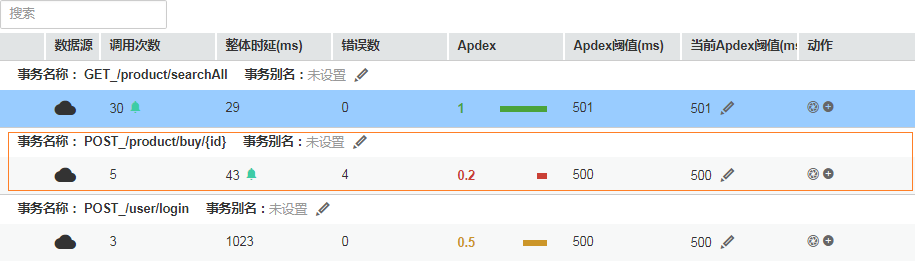 搜索
数据源 调用次数 整体时延(ms) 错误数 Apdex Apdex阀值(ms) 当前Apdex阀值(ms 动作
事务名称： GET_/product/searchAll 事务别名：未设置
30 29 0 1 501 501
事务名称： POST_/product/buy/{id} 事务别名：未设置
5 43 4 0.2 500 500
事务名称： POST_/user/login 事务别名：未设置
3 1023 0 0.5 500 500